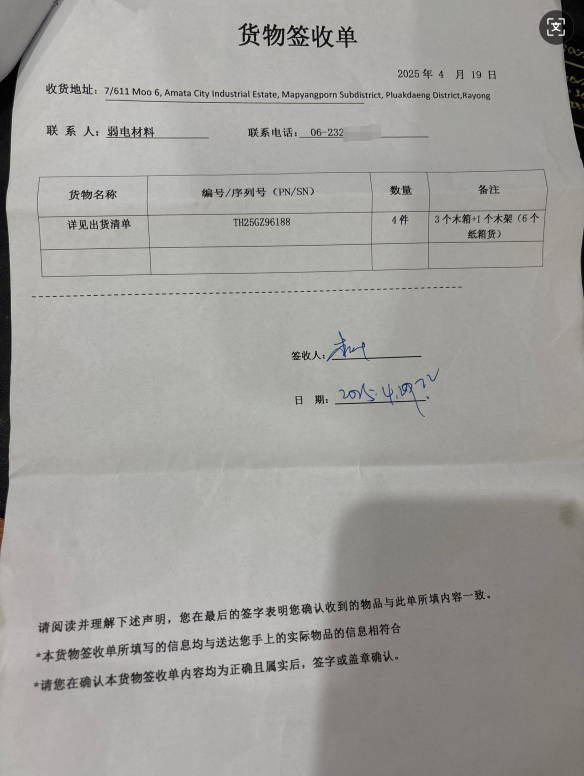 货物签收单
2025 年 4 月 19 日
收货地址：7/611 Moo 6, Amata City Industrial Estate, Mapyangporn Subdistrict, Pluakdaeng District,Rayong
联 系 人：弱电材料 联系电话：06-232
货物名称 编号/序列号（PN/SN） 数量 备注
详见出货清单 TH25GZ96188 4 件 3 个木箱+1 个木架（6 个
纸箱货）
签收人：
日 期：2025.4.
请阅读并理解下述声明，您在最后的签字表明您确认收到的物品与此单所填内容一致。
*本货物签收单所填写的信息均与送达您手上的实际物品的信息相符合
*请您在确认本货物签收单内容均为正确且属实后，签字或盖章确认。